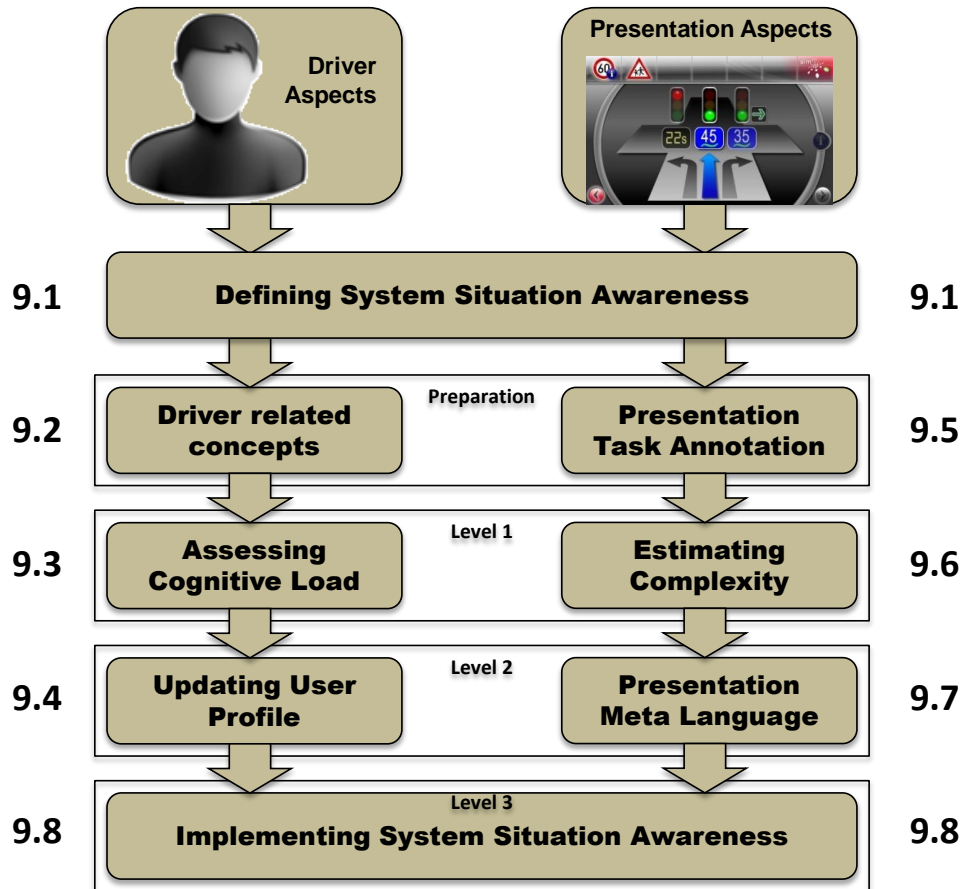 Driver
Aspects
Presentation Aspects
60
22s
45
35
9.1
Defining System Situation Awareness
9.1
Preparation
9.2
Driver related
concepts
Presentation
Task Annotation
9.5
Level 1
9.3
Assessing
Cognitive Load
Estimating
Complexity
9.6
Level 2
9.4
Updating User
Profile
Presentation
Meta Language
9.7
Level 3
9.8
Implementing System Situation Awareness
9.8